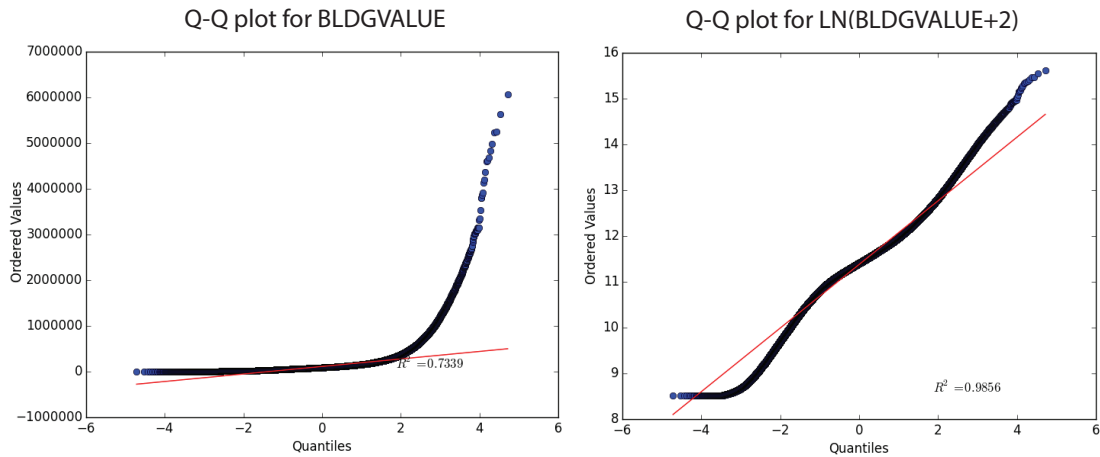 Q-Q plot for BLDGVALUE
7000000
6000000
5000000
4000000
3000000
2000000
1000000
0
−1000000
Ordered Values
R² =0.7339
−6 −4 −2 0 2 4 6
Quantiles
Q-Q plot for LN(BLDGVALUE+2)
16
15
14
13
12
11
10
9
8
Ordered Values
R² =0.9856
−6 −4 −2 0 2 4 6
Quantiles